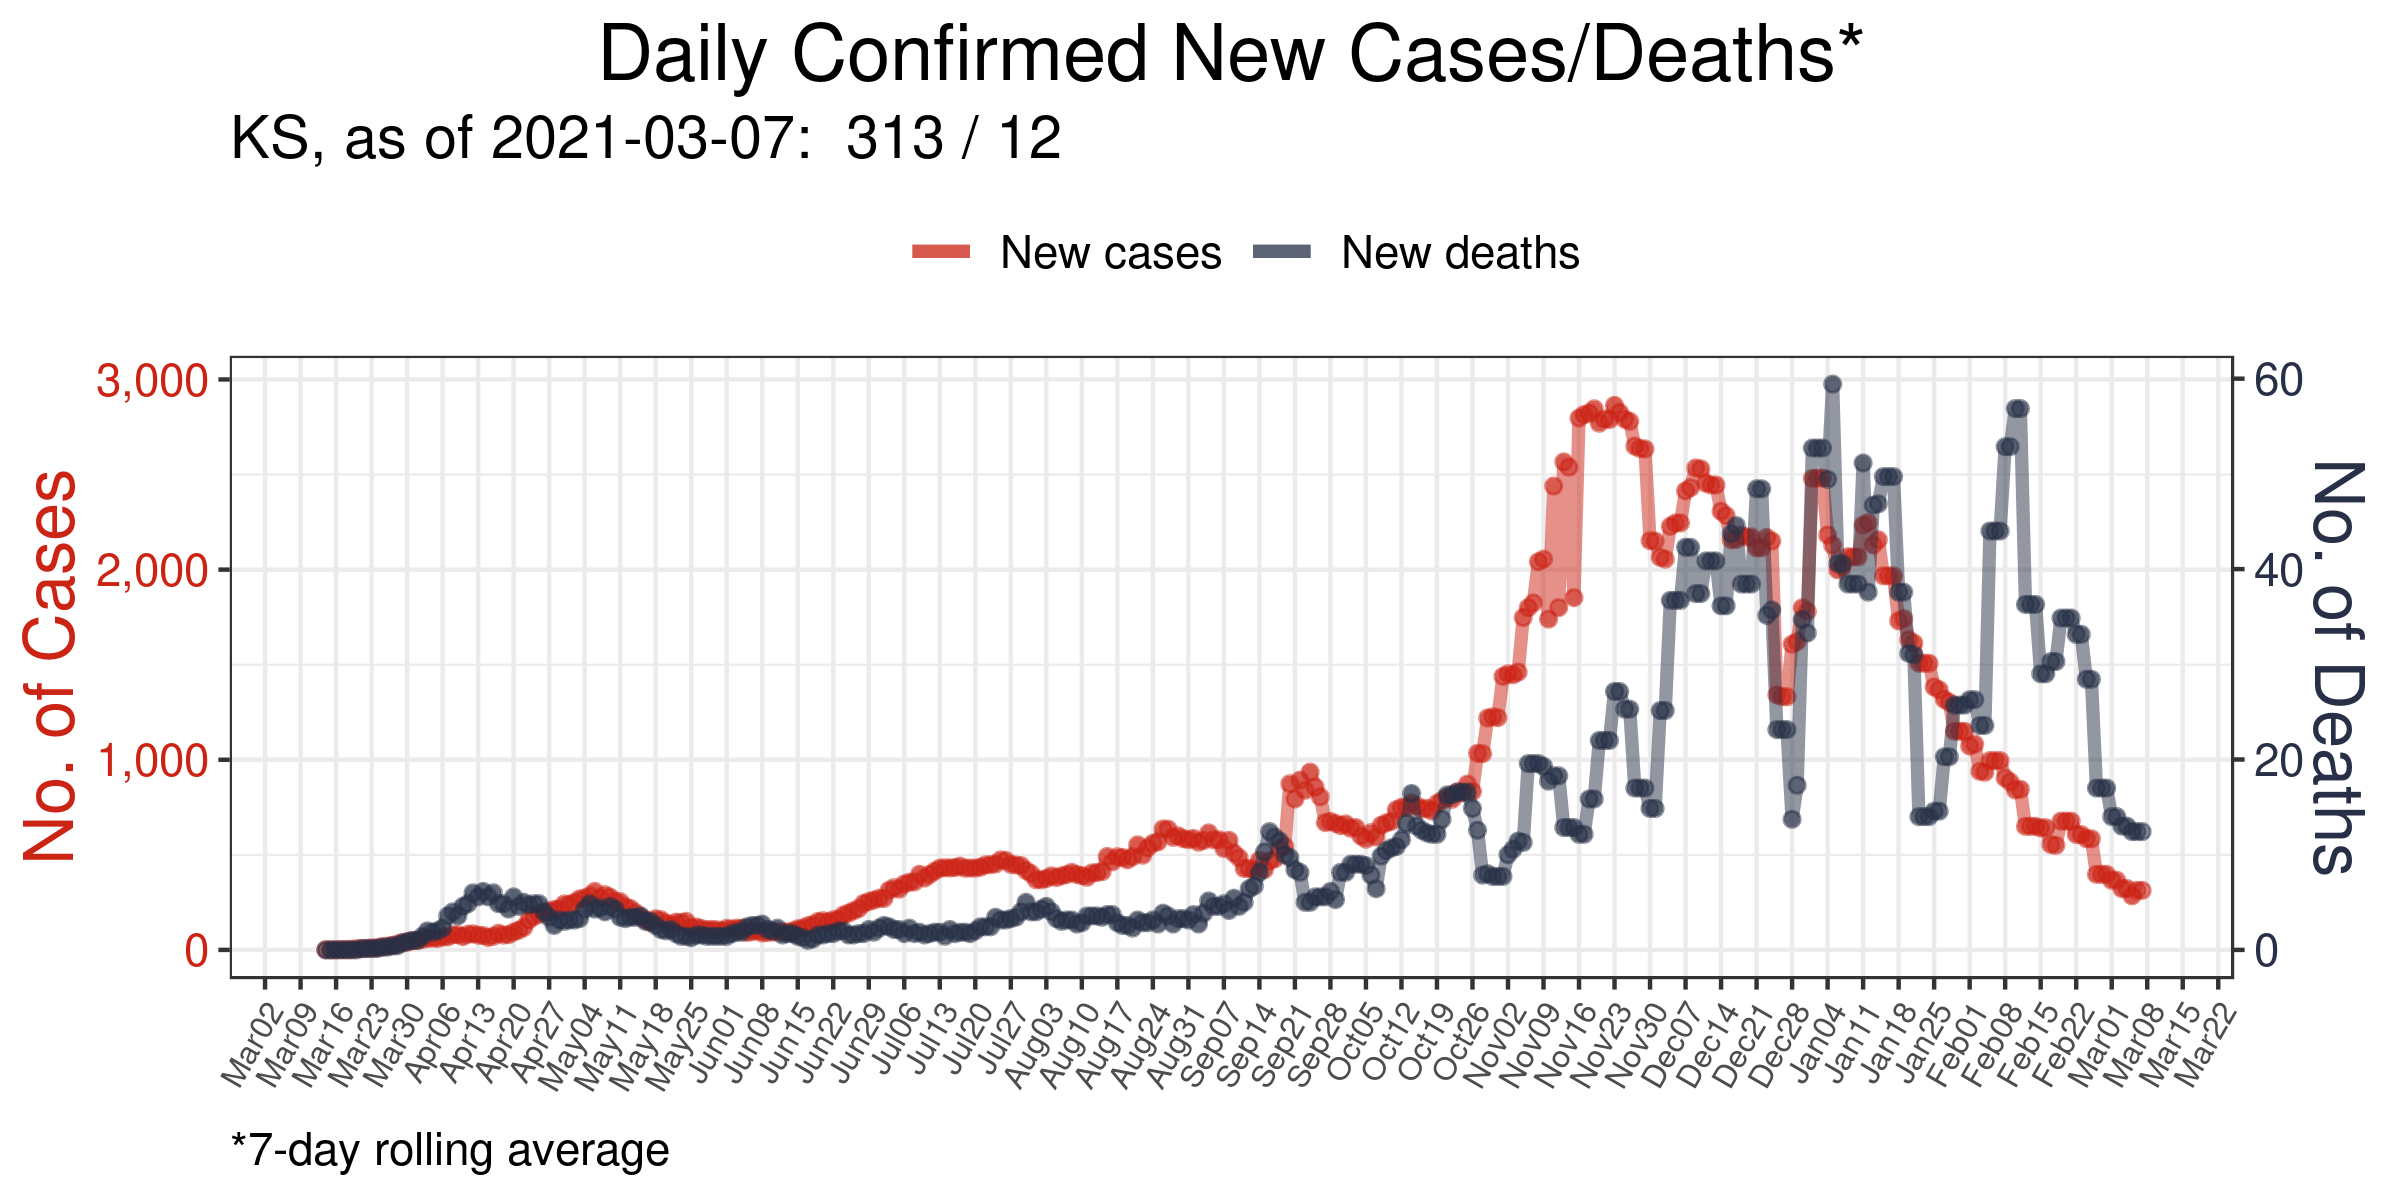 Daily Confirmed New Cases/Deaths*
KS, as of 2021-03-07:  313 / 12
New cases
New deaths
No. of Cases
3,000
2,000
1,000
0
60
40
20
0
No. of Deaths
Mar02
Mar09
Mar16
Mar23
Mar30
Apr06
Apr13
Apr20
Apr27
May04
May11
May18
May25
Jun01
Jun08
Jun15
Jun22
Jun29
Jul06
Jul13
Jul20
Jul27
Aug03
Aug10
Aug17
Aug24
Aug31
Sep07
Sep14
Sep21
Sep28
Oct05
Oct12
Oct19
Oct26
Nov02
Nov09
Nov16
Nov23
Nov30
Dec07
Dec14
Dec21
Dec28
Jan04
Jan11
Jan18
Jan25
Feb01
Feb08
Feb15
Feb22
Mar01
Mar08
Mar15
Mar22
*7-day rolling average